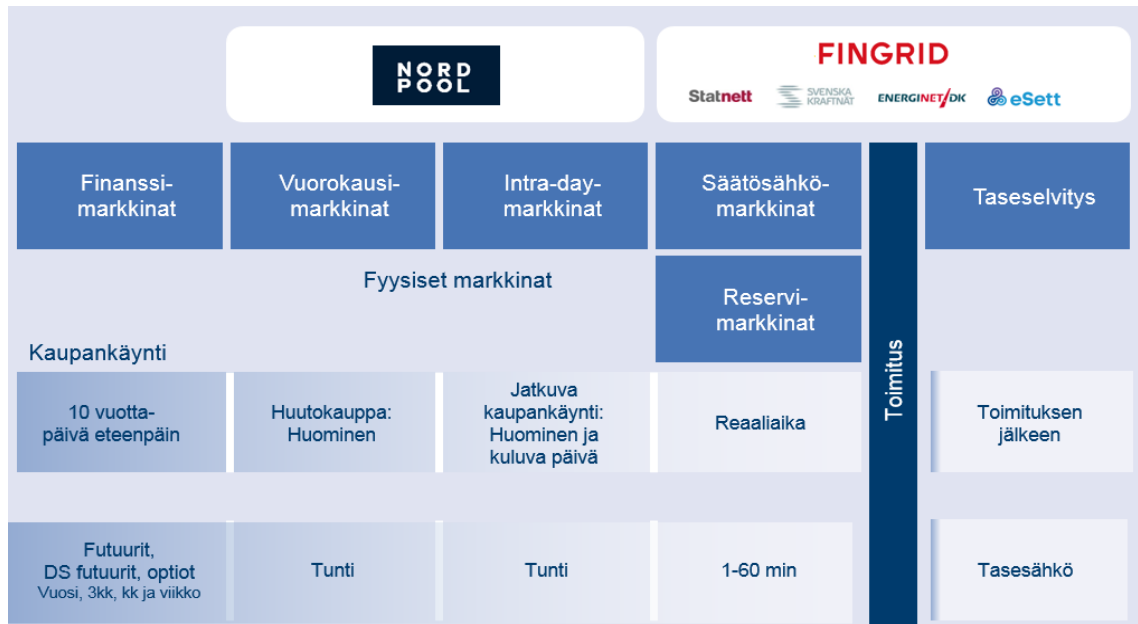 NORD
POOL
FINGRID
Statnett
SVENSKA
KRAFTNÄT
ENERGINET/DK
eSett
Finanssi-
markkinat
Vuorokausi-
markkinat
Intra-day-
markkinat
Säätösähkö-
markkinat
Taseselvitys
Fyysiset markkinat
Reservi-
markkinat
Toimitus
Kaupankäynti
10 vuotta-
päivä eteenpäin
Huutokauppa:
Huominen
Jatkuva
kaupankäynti:
Huominen ja
kuluva päivä
Reaaliaika
Toimituksen
jälkeen
Futuurit,
DS futuurit, optiot
Vuosi, 3kk, kk ja viikko
Tunti
Tunti
1-60 min
Tasesähkö